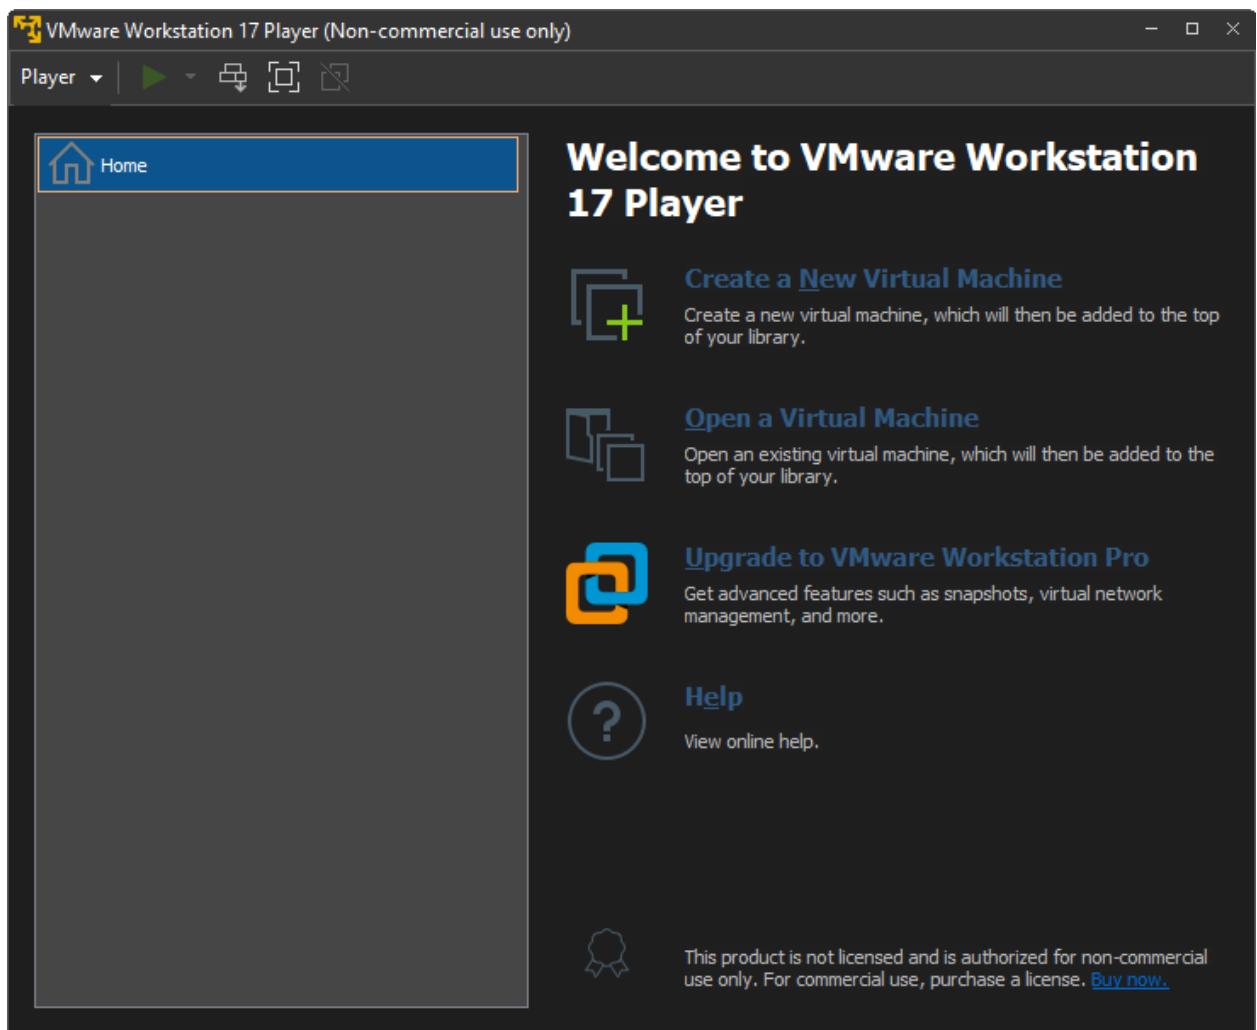 VMware Workstation 17 Player (Non-commercial use only)
Player
Home
Welcome to VMware Workstation
17 Player
Create a New Virtual Machine
Create a new virtual machine, which will then be added to the top
of your library.
Open a Virtual Machine
Open an existing virtual machine, which will then be added to the
top of your library.
Upgrade to VMware Workstation Pro
Get advanced features such as snapshots, virtual network
management, and more.
Help
View online help.
This product is not licensed and is authorized for non-commercial
use only. For commercial use, purchase a license. Buy now.